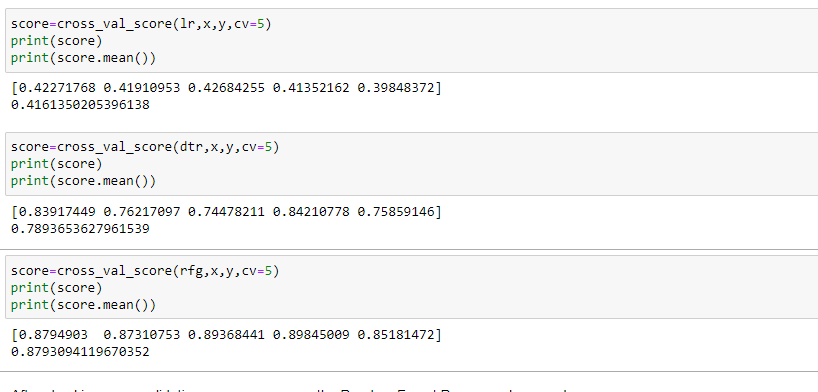 score=cross_val_score(lr,x,y,cv=5)
print(score)
print(score.mean())
[0.42271768 0.41910953 0.42684255 0.41352162 0.39848372]
0.4161350205396138
score=cross_val_score(dtr,x,y,cv=5)
print(score)
print(score.mean())
[0.83917449 0.76217097 0.74478211 0.84210778 0.75859146]
0.7893653627961539
score=cross_val_score(rfg,x,y,cv=5)
print(score)
print(score.mean())
[0.8794903  0.87310753 0.89368441 0.89845009 0.85181472]
0.8793094119670352